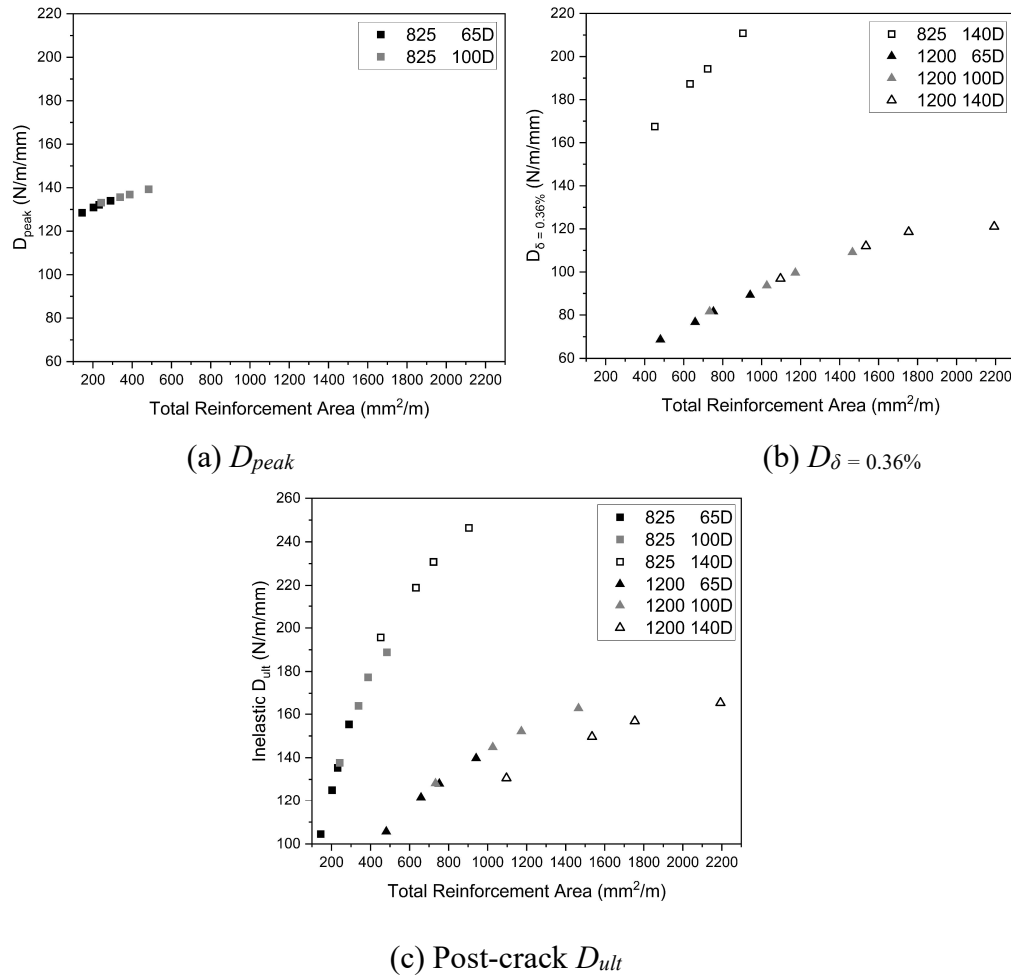 220
200
180
160
140
120
100
80
60
D_peak (N/m/mm)
825 65D
825 100D
200 400 600 800 1000 1200 1400 1600 1800 2000 2200
Total Reinforcement Area (mm²/m)
(a) D_peak
220
200
180
160
140
120
100
80
60
D_δ = 0.36% (N/m/mm)
825 140D
1200 65D
1200 100D
1200 140D
200 400 600 800 1000 1200 1400 1600 1800 2000 2200
Total Reinforcement Area (mm²/m)
(b) D_δ = 0.36%
260
240
220
200
180
160
140
120
100
Inelastic D_ult (N/m/mm)
825 65D
825 100D
825 140D
1200 65D
1200 100D
1200 140D
200 400 600 800 1000 1200 1400 1600 1800 2000 2200
Total Reinforcement Area (mm²/m)
(c) Post-crack D_ult